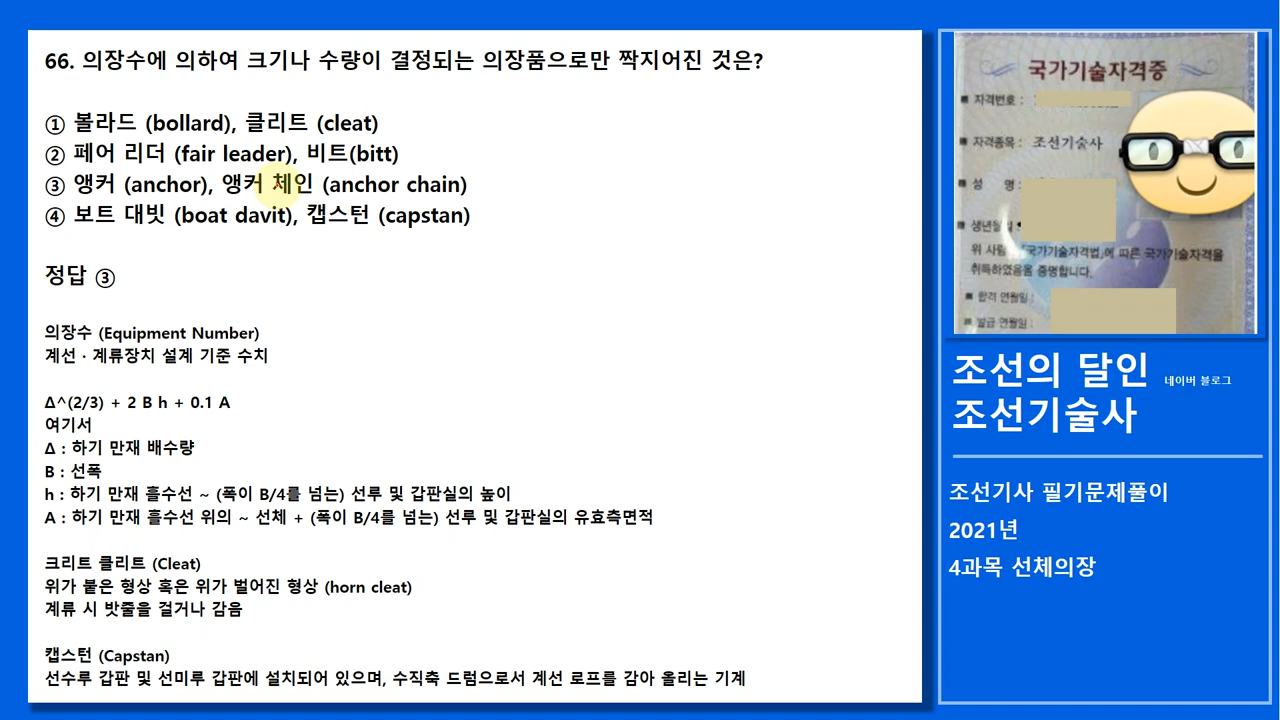 66. 의장수에 의하여 크기나 수량이 결정되는 의장품으로만 짝지어진 것은?
① 볼라드 (bollard), 클리트 (cleat)
② 페어 리더 (fair leader), 비트(bitt)
③ 앵커 (anchor), 앵커 체인 (anchor chain)
④ 보트 대빗 (boat davit), 캡스턴 (capstan)
정답 ③
의장수 (Equipment Number)
계선 · 계류장치 설계 기준 수치
Δ^(2/3) + 2 B h + 0.1 A
여기서
Δ : 하기 만재 배수량
B : 선폭
h : 하기 만재 흘수선 ~ (폭이 B/4를 넘는) 선루 및 갑판실의 높이
A : 하기 만재 흘수선 위의 ~ 선체 + (폭이 B/4를 넘는) 선루 및 갑판실의 유효측면적
크리트 클리트 (Cleat)
위가 붙은 형상 혹은 위가 벌어진 형상 (horn cleat)
계류 시 밧줄을 걸거나 감음
캡스턴 (Capstan)
선수루 갑판 및 선미루 갑판에 설치되어 있으며, 수직축 드럼으로서 계선 로프를 감아 올리는 기계
국가기술자격증
■ 자격번호 :
■ 자격종목 : 조선기술사
■ 성 명 :
■ 생년월일 :
위 사람은 「국가기술자격법」에 따른 국가기술자격을
취득하였음을 증명합니다.
■ 합격 연월일 :
■ 발급 연월일 :
조선의 달인 네이버 블로그
조선기술사
조선기사 필기문제풀이
2021년
4과목 선체의장